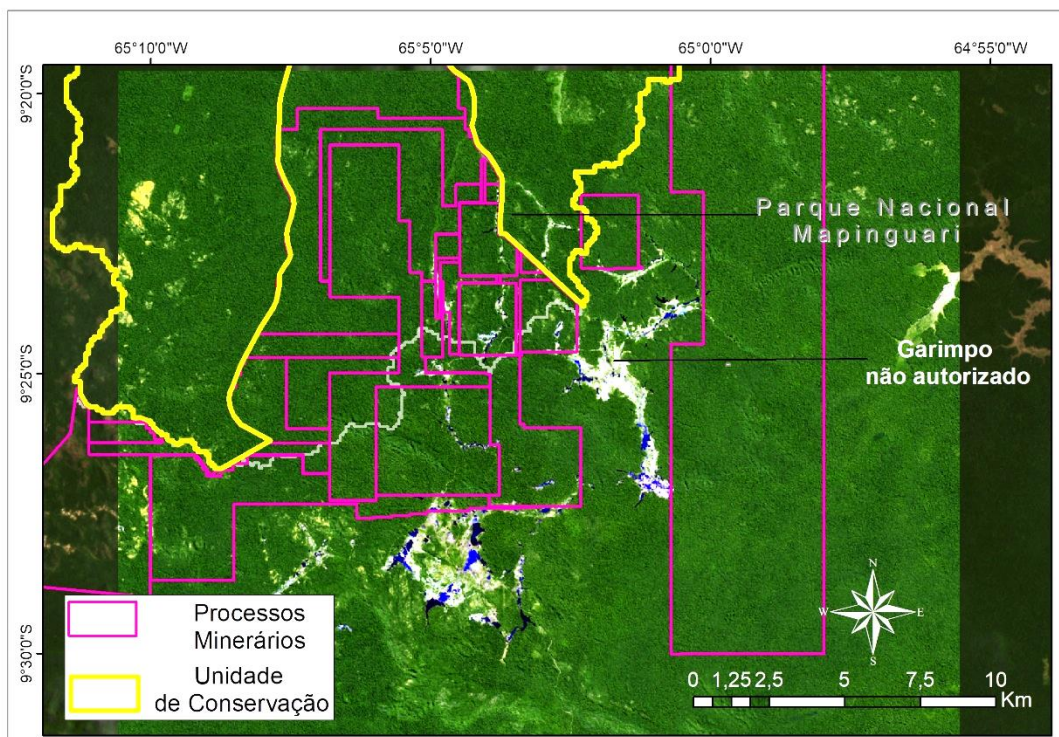 65°10'0"W 65°5'0"W 65°0'0"W 64°55'0"W
9°20'0"S
Parque Nacional
Mapinguari
Garimpo
não autorizado
9°25'0"S
N
W E
S
Processos
Minerários
Unidade
de Conservação
9°30'0"S
0 1,25 2,5 5 7,5 10
Km